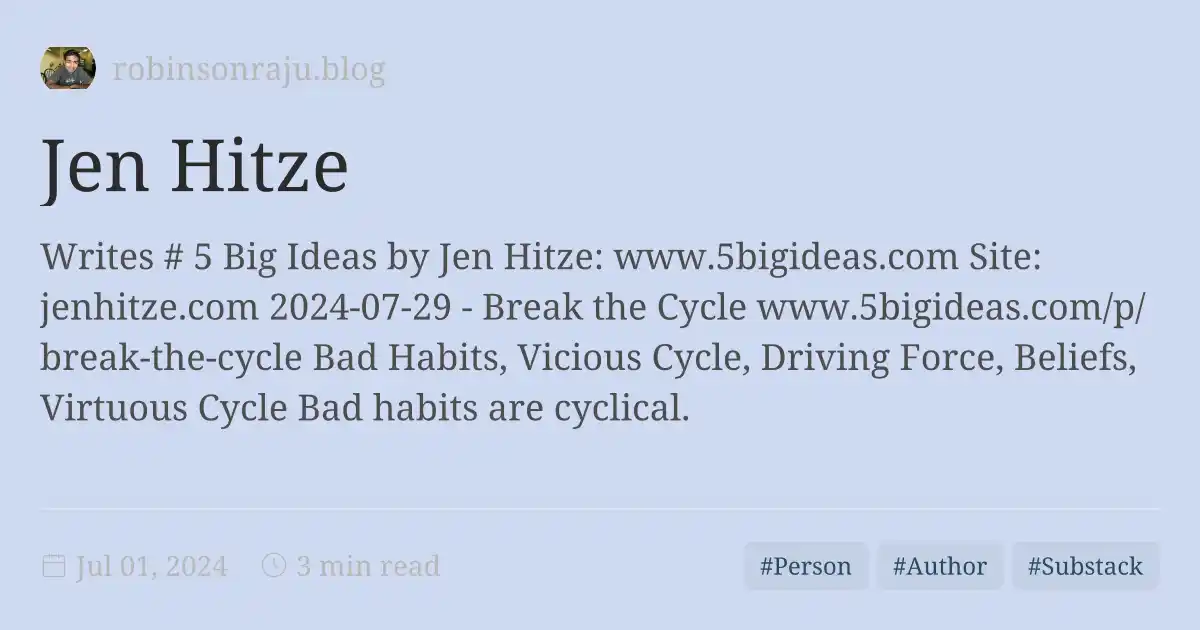 robinsonraju.blog
Jen Hitze
Writes # 5 Big Ideas by Jen Hitze: www.5bigideas.com Site:
jenhitze.com 2024-07-29 - Break the Cycle www.5bigideas.com/p/
break-the-cycle Bad Habits, Vicious Cycle, Driving Force, Beliefs,
Virtuous Cycle Bad habits are cyclical.
Jul 01, 2024 3 min read #Person #Author #Substack